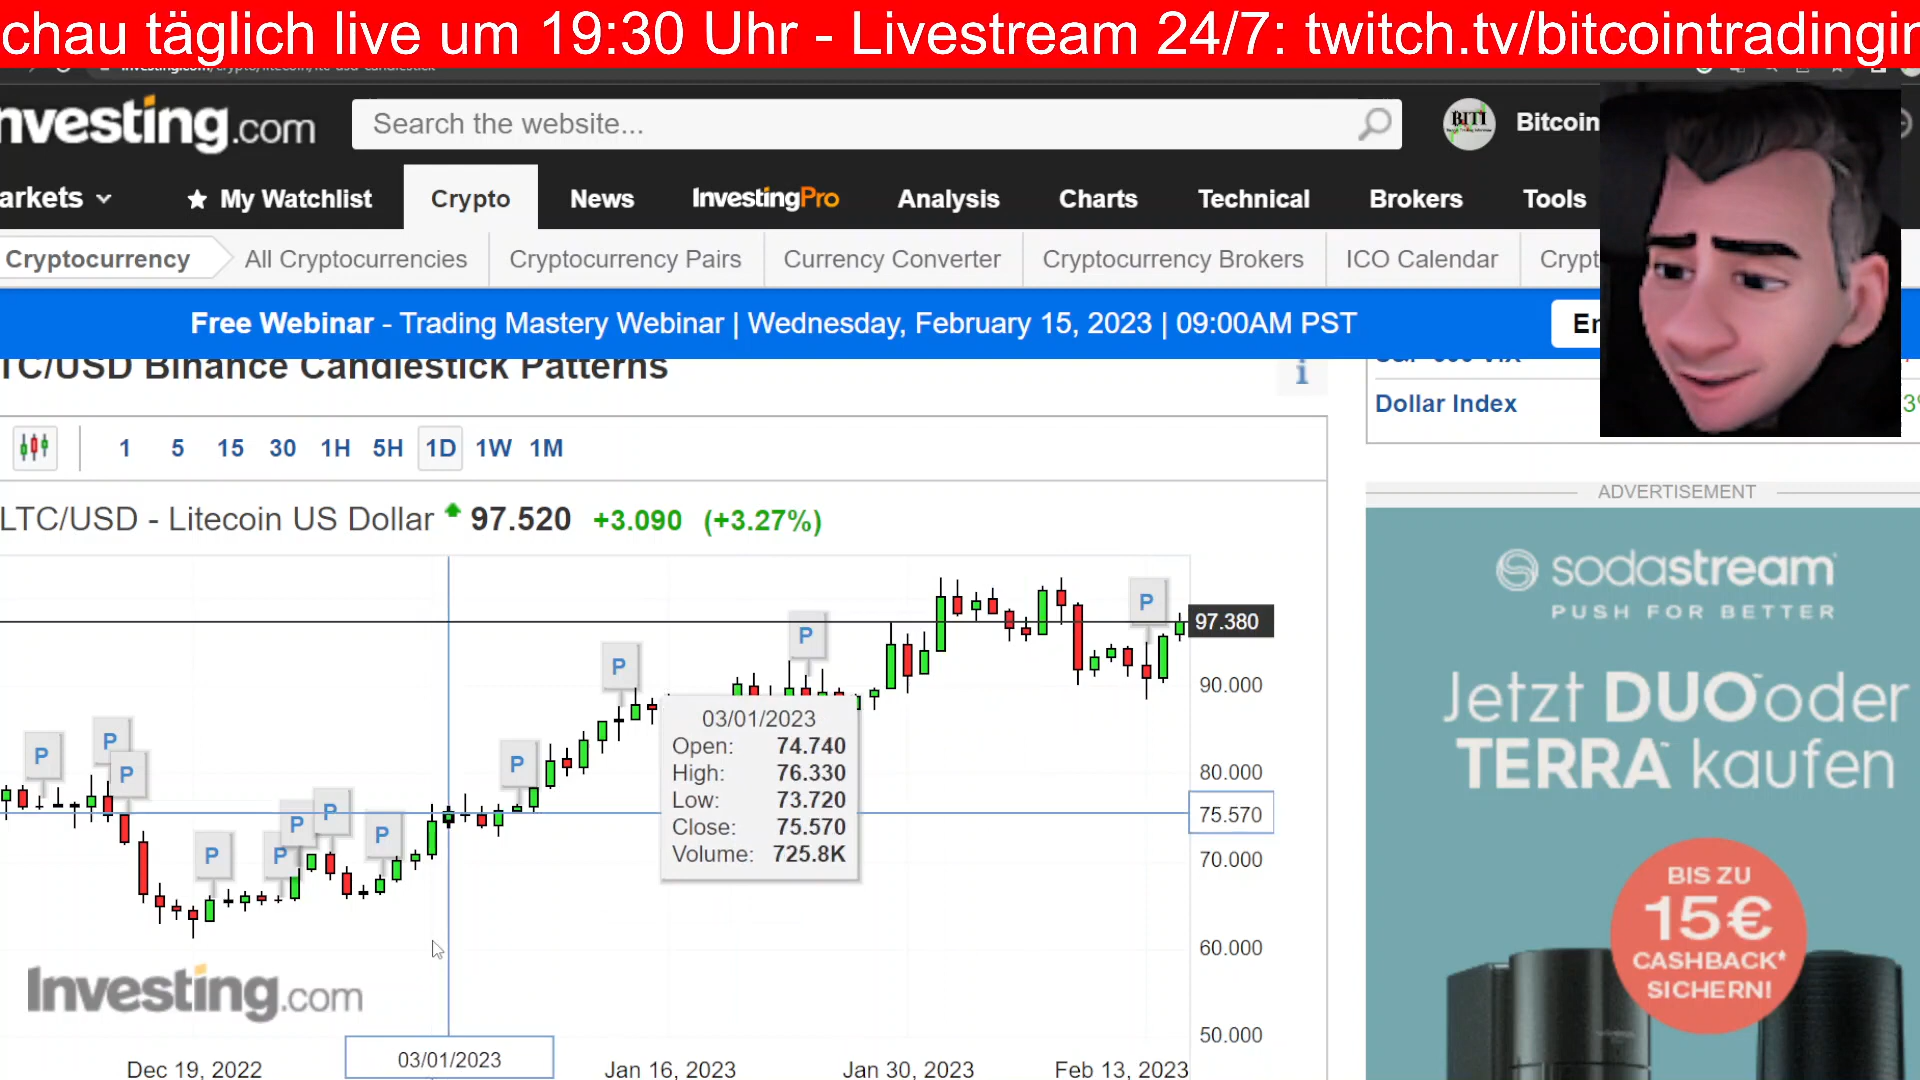 chau täglich live um 19:30 Uhr - Livestream 24/7: twitch.tv/bitcointradingin
nvesting.com
Search the website...
BITI
Bitcoin
arkets
My Watchlist
Crypto
News
InvestingPro
Analysis
Charts
Technical
Brokers
Tools
Cryptocurrency
All Cryptocurrencies
Cryptocurrency Pairs
Currency Converter
Cryptocurrency Brokers
ICO Calendar
Crypt
Free Webinar - Trading Mastery Webinar | Wednesday, February 15, 2023 | 09:00AM PST
En
TC/USD Binance Candlestick Patterns
i
Dollar Index
1 5 15 30 1H 5H 1D 1W 1M
ADVERTISEMENT
LTC/USD - Litecoin US Dollar 97.520 +3.090 (+3.27%)
sodastream
PUSH FOR BETTER
P
P
P
P
P
P
P
P
P
P
P
P
97.380
90.000
80.000
75.570
70.000
60.000
50.000
03/01/2023
Open: 74.740
High: 76.330
Low: 73.720
Close: 75.570
Volume: 725.8K
Jetzt DUO oder
TERRA kaufen
BIS ZU
15€
CASHBACK*
SICHERN!
Investing.com
Dec 19, 2022
03/01/2023
Jan 16, 2023
Jan 30, 2023
Feb 13, 2023